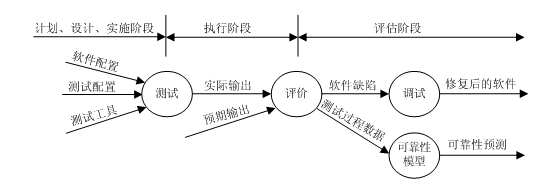 计划、设计、实施阶段
执行阶段
评估阶段
软件配置
测试配置
测试工具
测试
实际输出
预期输出
评价
软件缺陷
测试过程数据
调试
修复后的软件
可靠性
模型
可靠性预测